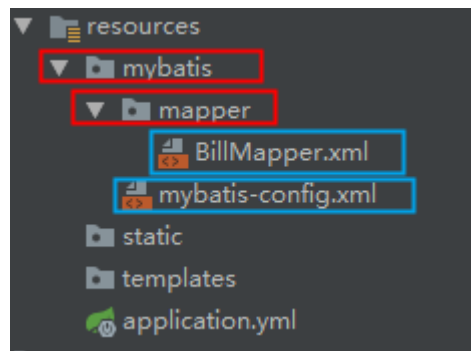 resources
mybatis
mapper
BillMapper.xml
mybatis-config.xml
static
templates
application.yml